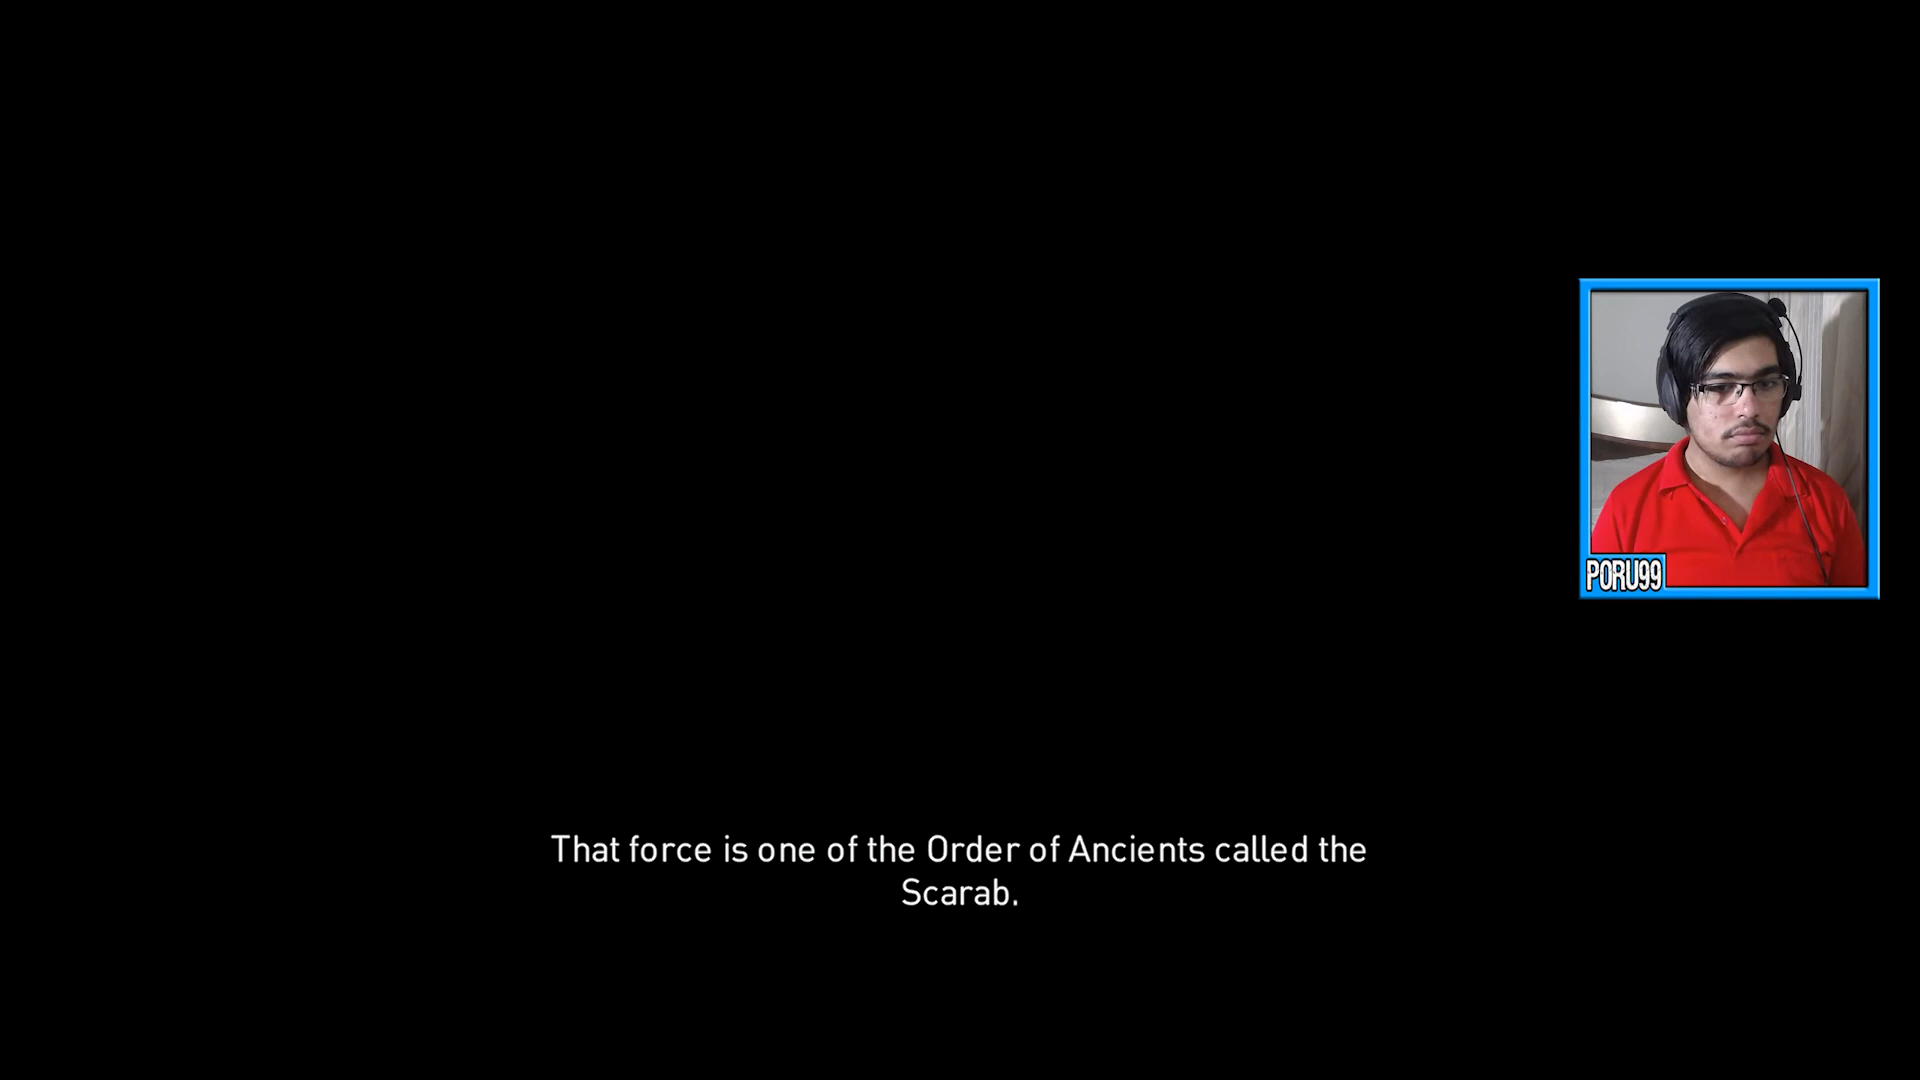 PORU99
That force is one of the Order of Ancients called the
Scarab.